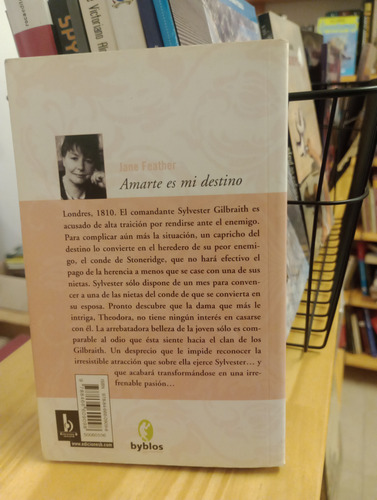 SPY
Victorians
Jane Feather
Amarte es mi destino
Londres, 1810. El comandante Sylvester Gilbraith es
acusado de alta traición por rendirse ante el enemigo.
Para complicar aún más la situación, un capricho del
destino lo convierte en el heredero de su peor enemi-
go, el conde de Stoneridge, que no hará efectivo el
pago de la herencia a menos que se case con una de sus
nietas. Sylvester sólo dispone de un mes para conven-
cer a una de las nietas del conde de que se convierta en
su esposa. Pronto descubre que la dama que más le
intriga, Theodora, no tiene ningún interés en casarse
con él. La arrebatadora belleza de la joven sólo es com-
parable al odio que ésta siente hacia el clan de los
Gilbraith. Un desprecio que le impide reconocer la
irresistible atracción que sobre ella ejerce Sylvester… y
que acabará transformándose en una irre-
frenable pasión…
byblos